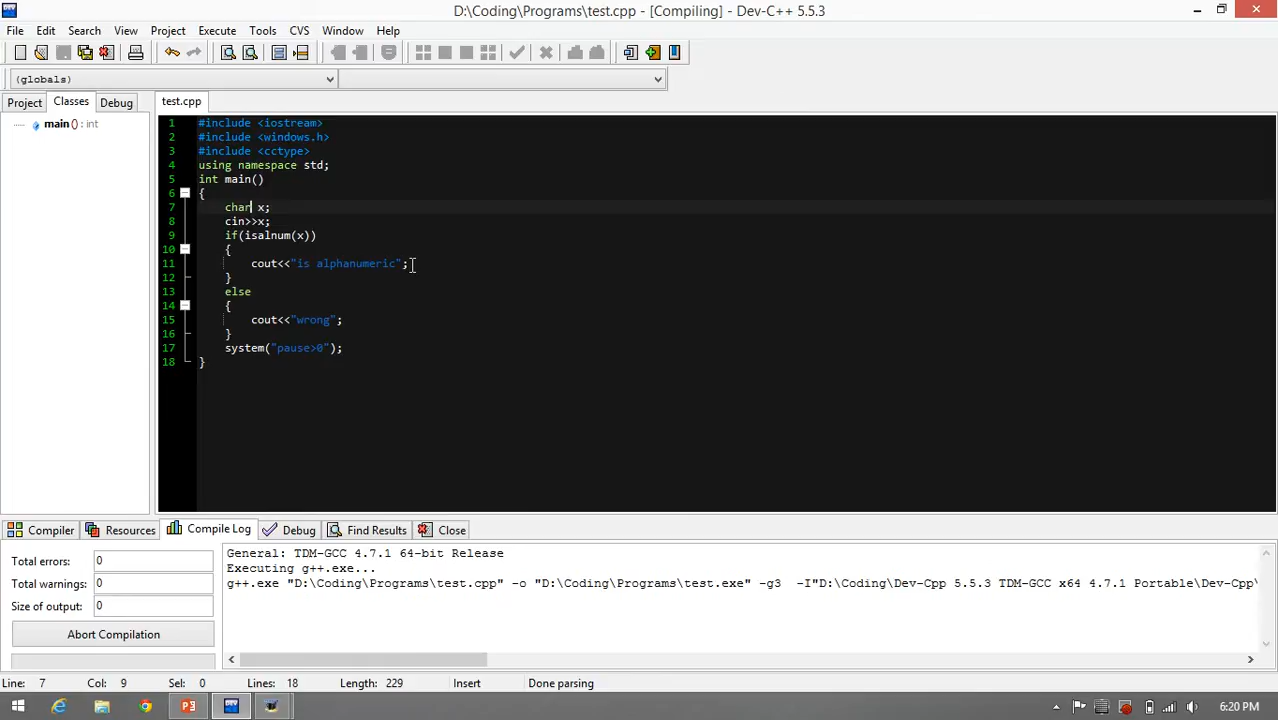 D:\Coding\Programs\test.cpp - [Compiling] - Dev-C++ 5.5.3
File Edit Search View Project Execute Tools CVS Window Help
(globals)
Project Classes Debug test.cpp
main () : int
1 #include <iostream>
2 #include <windows.h>
3 #include <cctype>
4 using namespace std;
5 int main()
6 {
7 char x;
8 cin>>x;
9 if(isalnum(x))
10 {
11 cout<<"is alphanumeric";
12 }
13 else
14 {
15 cout<<"wrong";
16 }
17 system("pause>0");
18 }
Compiler Resources Compile Log Debug Find Results Close
Total errors: 0
Total warnings: 0
Size of output: 0
Abort Compilation
General: TDM-GCC 4.7.1 64-bit Release
Executing g++.exe...
g++.exe "D:\Coding\Programs\test.cpp" -o "D:\Coding\Programs\test.exe" -g3 -I"D:\Coding\Dev-Cpp 5.5.3 TDM-GCC x64 4.7.1 Portable\Dev-Cpp\
Line: 7 Col: 9 Sel: 0 Lines: 18 Length: 229 Insert Done parsing
6:20 PM